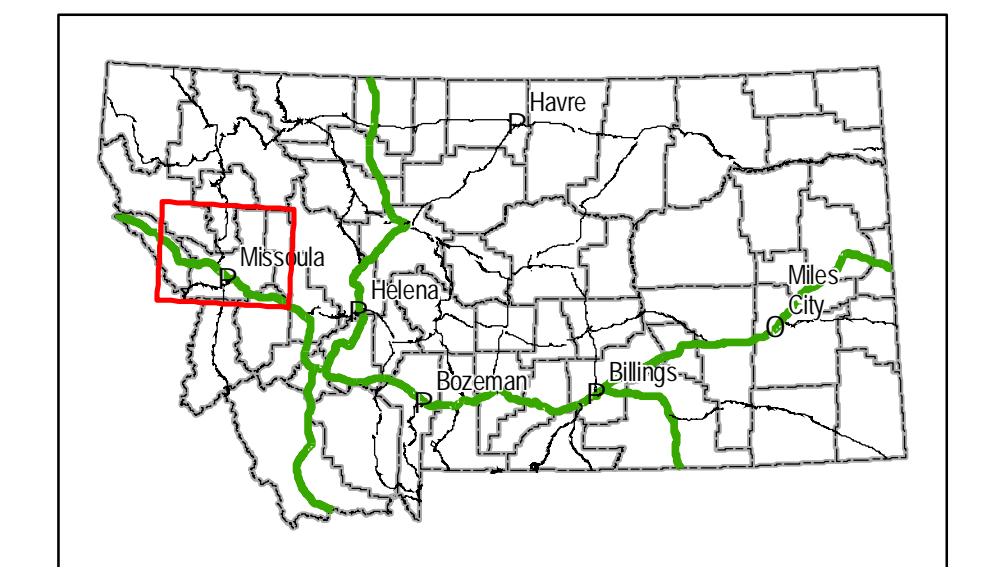 Havre
P
Missoula
P
Helena
P
Miles
City
O
Billings
P
Bozeman
P